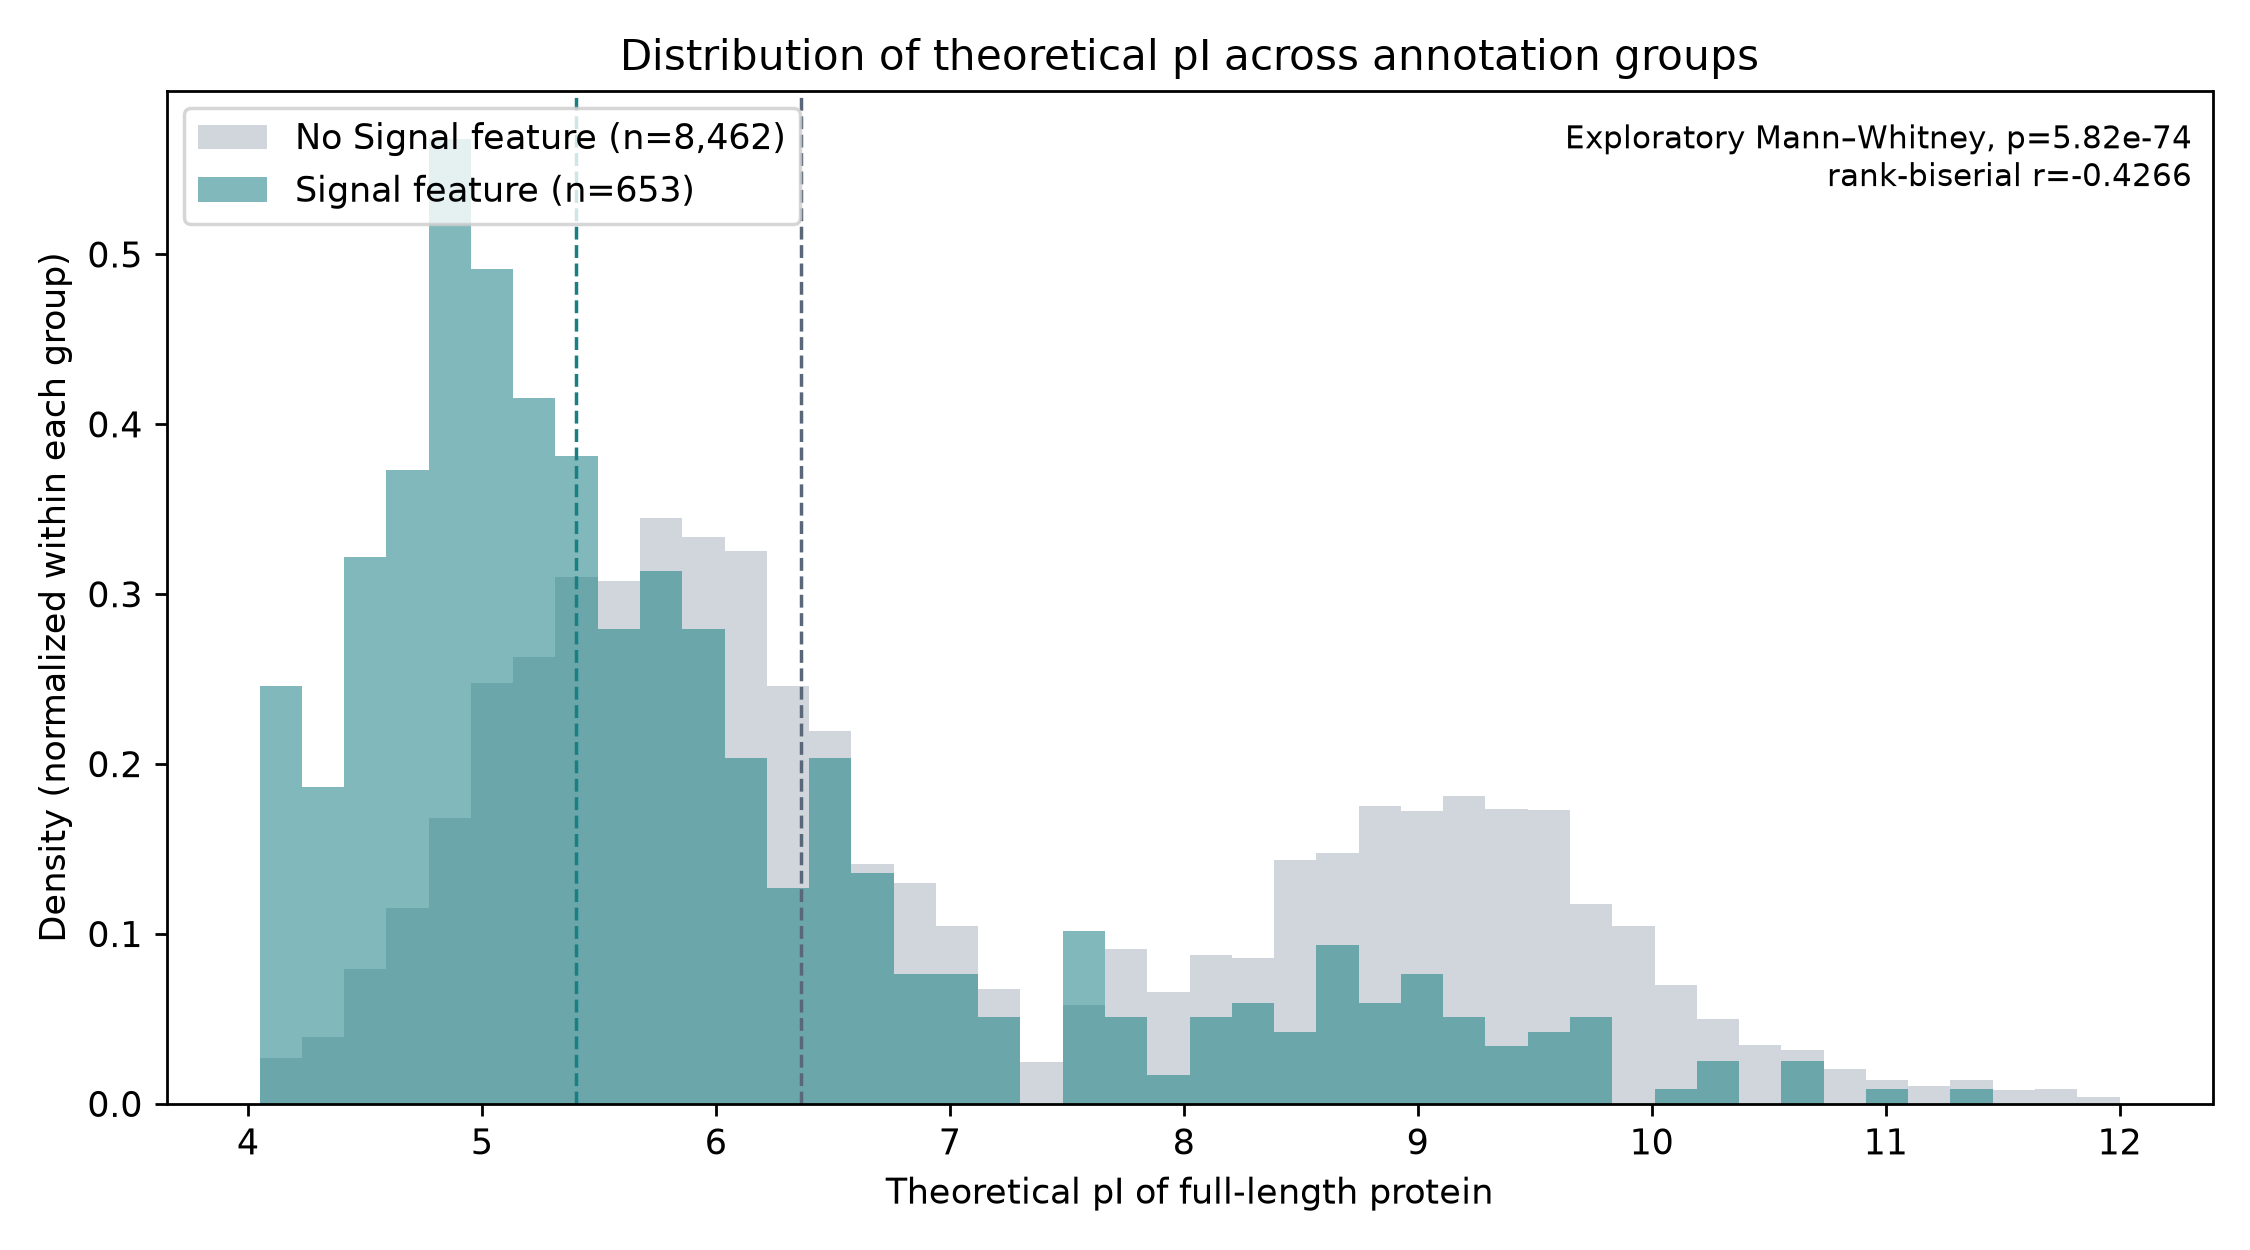 Distribution of theoretical pI across annotation groups
No Signal feature (n=8,462)
Signal feature (n=653)
Exploratory Mann–Whitney, p=5.82e-74
rank-biserial r=-0.4266
Density (normalized within each group)
0.5
0.4
0.3
0.2
0.1
0.0
4 5 6 7 8 9 10 11 12
Theoretical pI of full-length protein